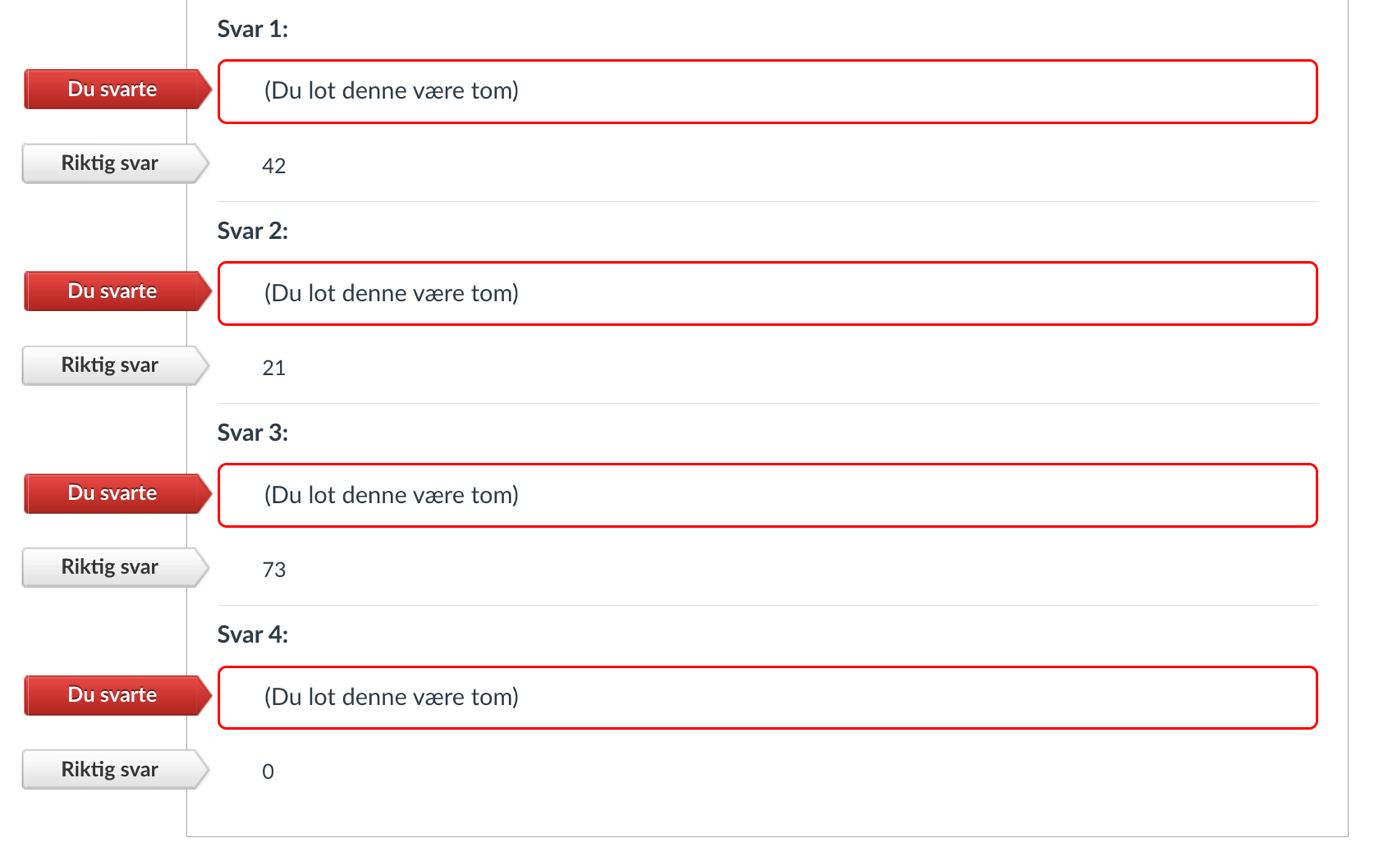 Svar 1:
Du svarte
(Du lot denne være tom)
Riktig svar
42
Svar 2:
Du svarte
(Du lot denne være tom)
Riktig svar
21
Svar 3:
Du svarte
(Du lot denne være tom)
Riktig svar
73
Svar 4:
Du svarte
(Du lot denne være tom)
Riktig svar
0